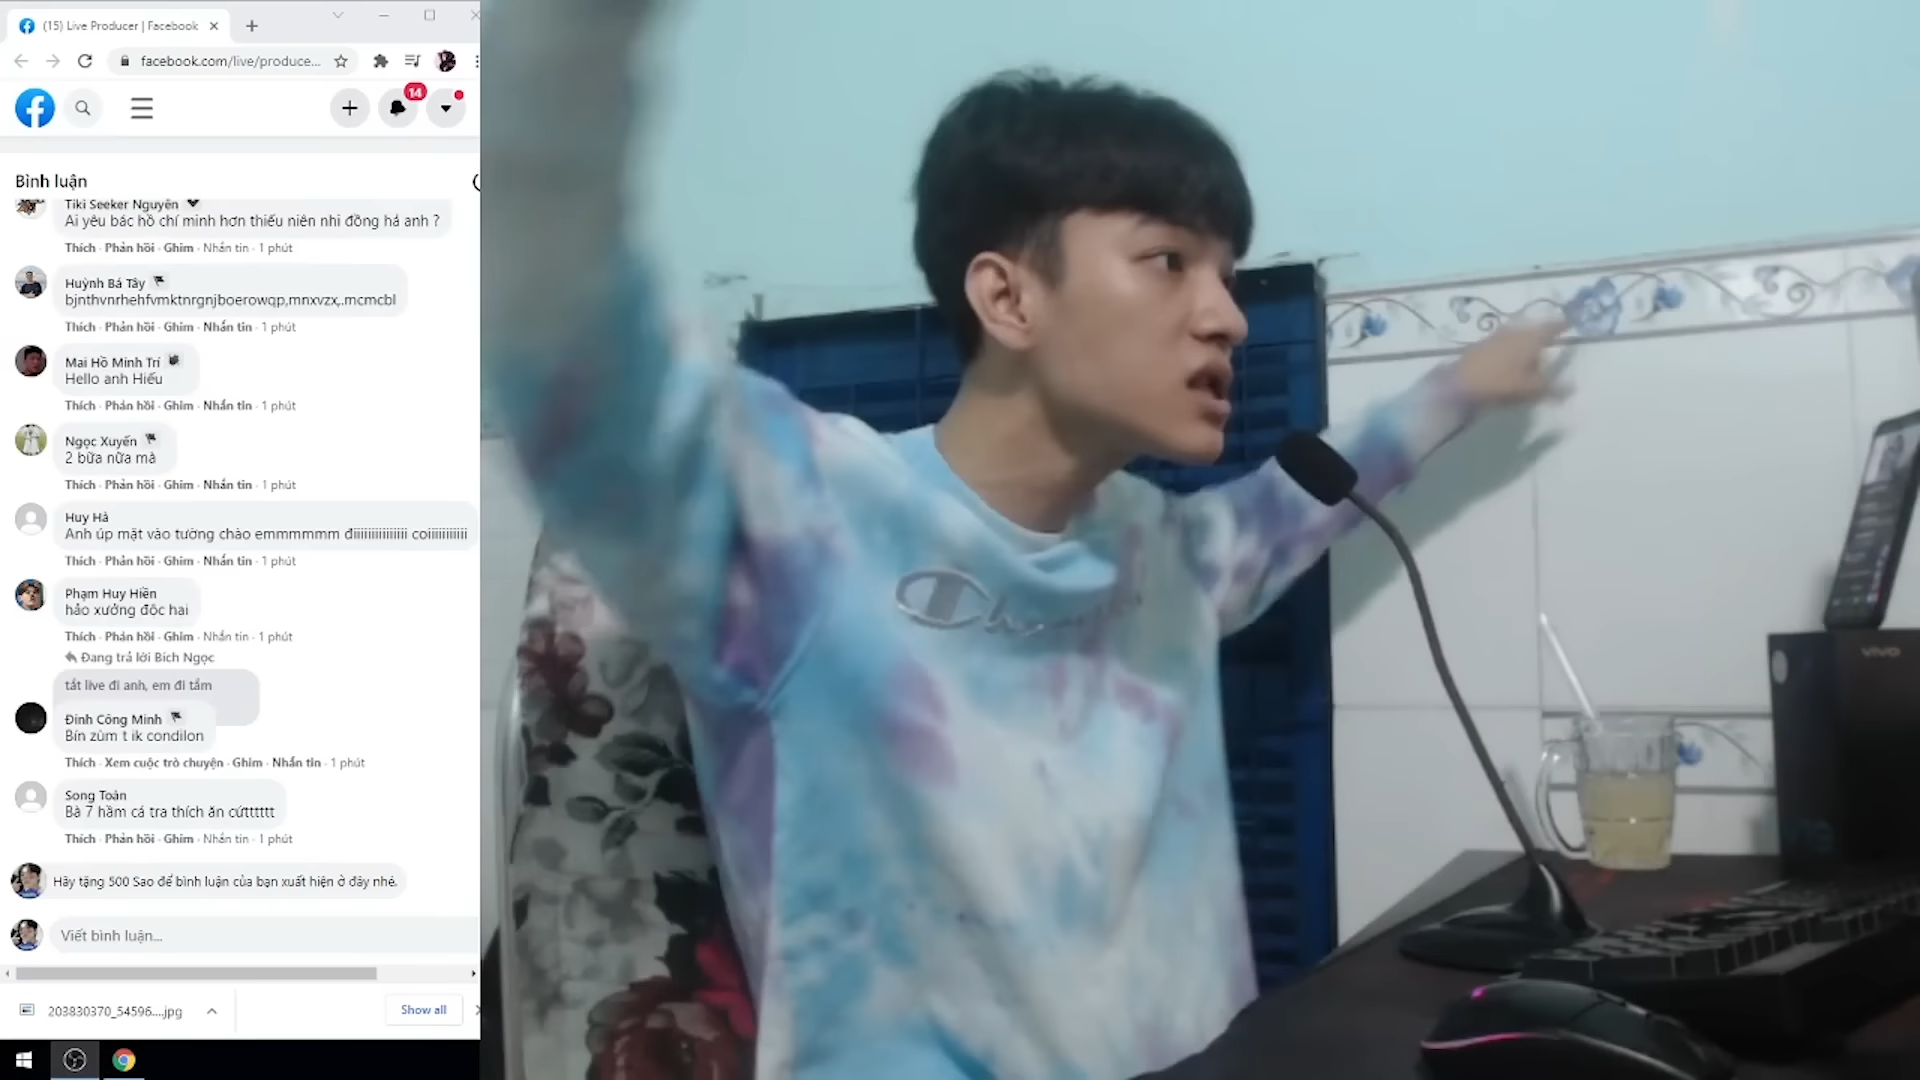 (15) Live Producer | Facebook
facebook.com/live/produce...
14
Bình luận
Tiki Seeker Nguyên
Ai yêu bác hồ chí minh hơn thiếu niên nhi đồng hả anh ?
Thích · Phản hồi · Ghim · Nhắn tin · 1 phút
Huỳnh Bá Tây
bjnthvnrhehfvmktnrgnjboerowqp,mnxvzx,.mcmcbl
Thích · Phản hồi · Ghim · Nhắn tin · 1 phút
Mai Hồ Minh Trí
Hello anh Hiếu
Thích · Phản hồi · Ghim · Nhắn tin · 1 phút
Ngọc Xuyến
2 bữa nữa mà
Thích · Phản hồi · Ghim · Nhắn tin · 1 phút
Huy Hà
Anh úp mặt vào tường chào emmmmmm điiiiiiiiiiiiiiii coiiiiiiiiiiii
Thích · Phản hồi · Ghim · Nhắn tin · 1 phút
Phạm Huy Hiền
hảo xưởng độc hai
Thích · Phản hồi · Ghim · Nhắn tin · 1 phút
Đang trả lời Bích Ngọc
tắt live đi anh, em đi tắm
Đinh Công Minh
Bín zùm t ik condilon
Thích · Xem cuộc trò chuyện · Ghim · Nhắn tin · 1 phút
Song Toàn
Bà 7 hầm cá tra thích ăn cứtttttt
Thích · Phản hồi · Ghim · Nhắn tin · 1 phút
Hãy tặng 500 Sao để bình luận của bạn xuất hiện ở đây nhé.
Viết bình luận...
203830370_54596....jpg
Show all
vivo